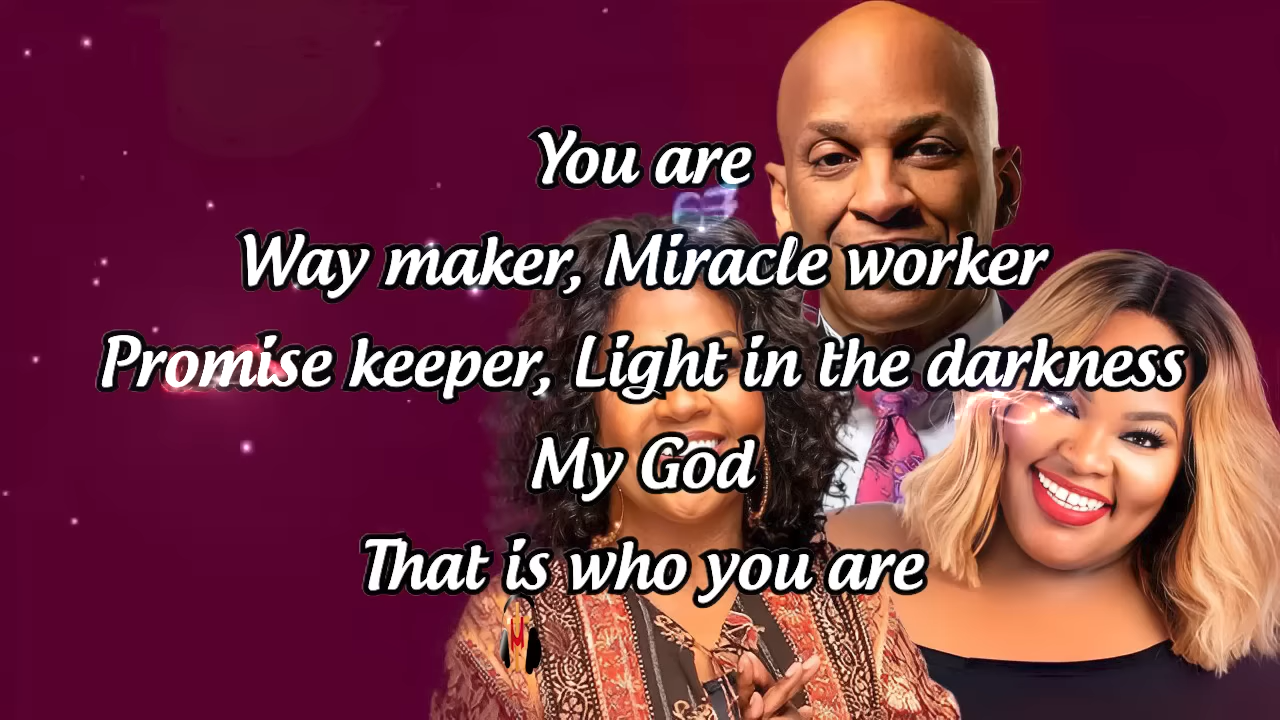 You are
Way maker, Miracle worker
Promise keeper, Light in the darkness
My God
That is who you are